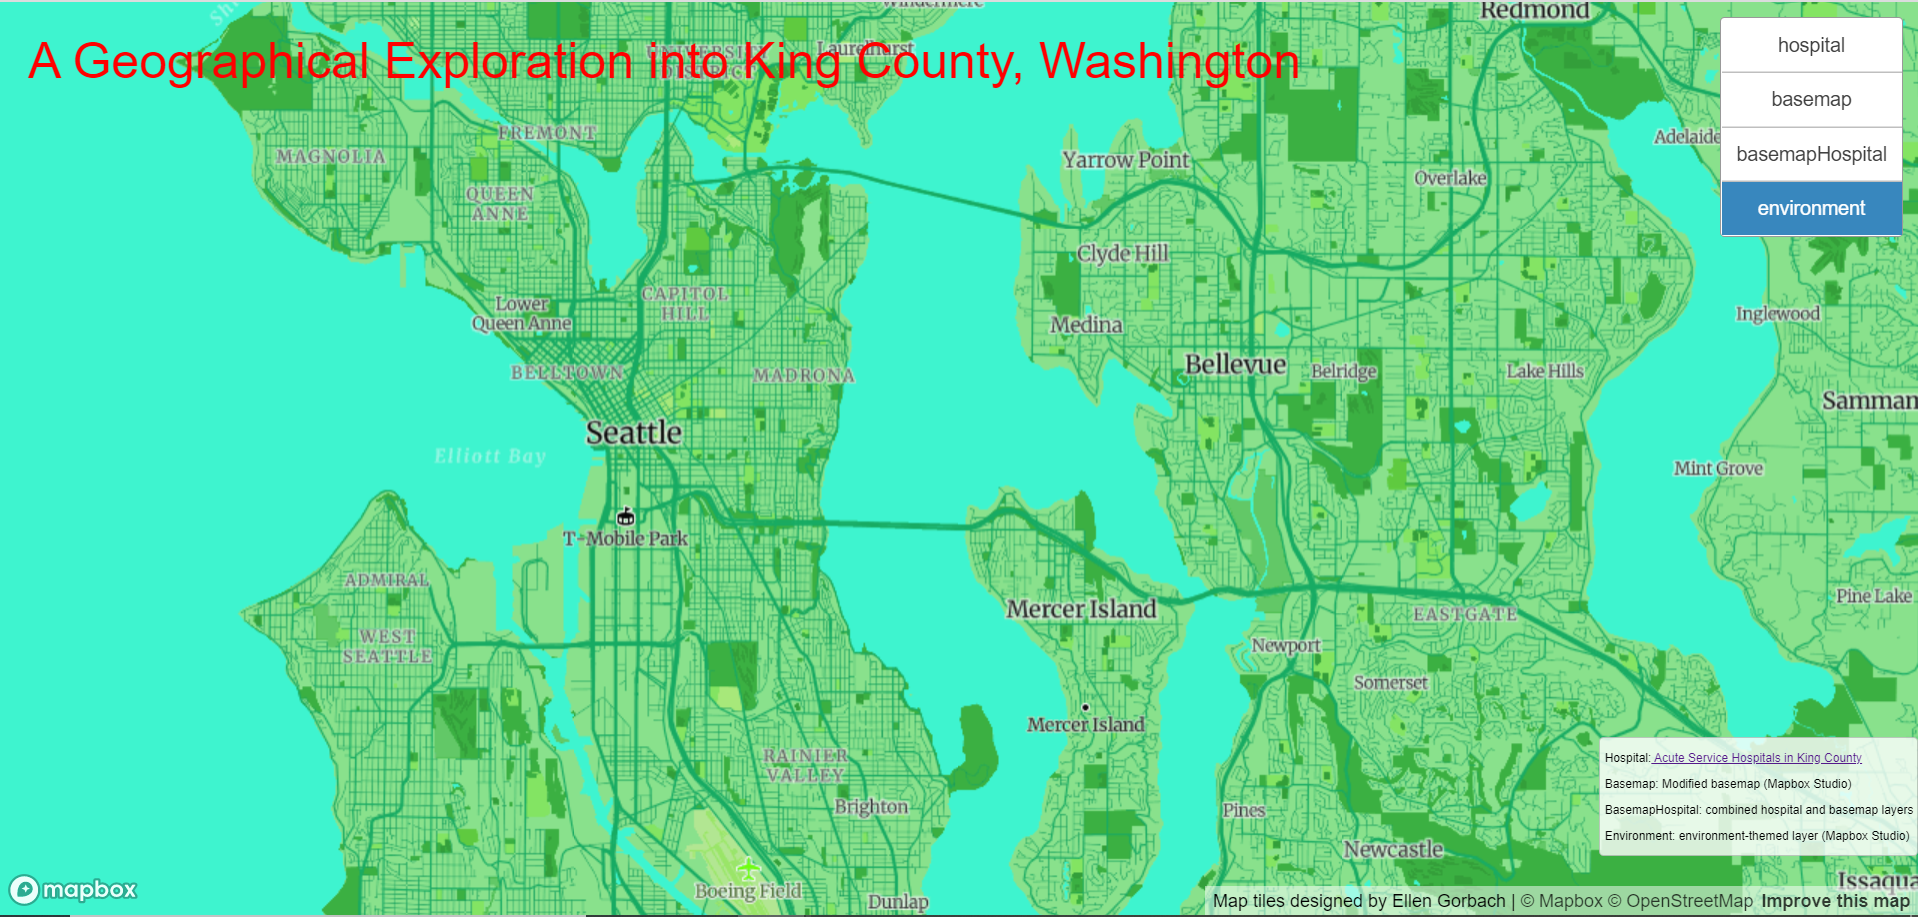 Windermere
Redmond
A Geographical Exploration into King County, Washington
UNIVERSITY
DISTRICT
Laurelhurst
hospital
basemap
basemapHospital
environment
FREMONT
MAGNOLIA
QUEEN
ANNE
Yarrow Point
Overlake
Adelaide
Clyde Hill
CAPITOL
HILL
Lower
Queen Anne
Medina
Inglewood
BELLTOWN
MADRONA
Bellevue
Belridge
Lake Hills
Samman
Seattle
Elliott Bay
Mint Grove
T-Mobile Park
ADMIRAL
WEST
SEATTLE
Mercer Island
EASTGATE
Pine Lake
Newport
Somerset
Mercer Island
RAINIER
VALLEY
Brighton
Pines
Newcastle
Hospital: Acute Service Hospitals in King County
Basemap: Modified basemap (Mapbox Studio)
BasemapHospital: combined hospital and basemap layers
Environment: environment-themed layer (Mapbox Studio)
Boeing Field
Dunlap
Issaqua
mapbox
Map tiles designed by Ellen Gorbach | © Mapbox © OpenStreetMap Improve this map